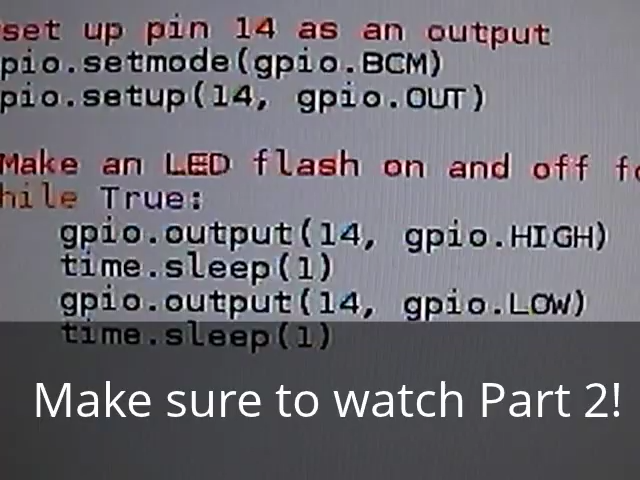 set up pin 14 as an output
pio.setmode(gpio.BCM)
pio.setup(14, gpio.OUT)
Make an LED flash on and off fo
hile True:
gpio.output(14, gpio.HIGH)
time.sleep(1)
gpio.output(14, gpio.LOW)
time.sleep(1)
Make sure to watch Part 2!